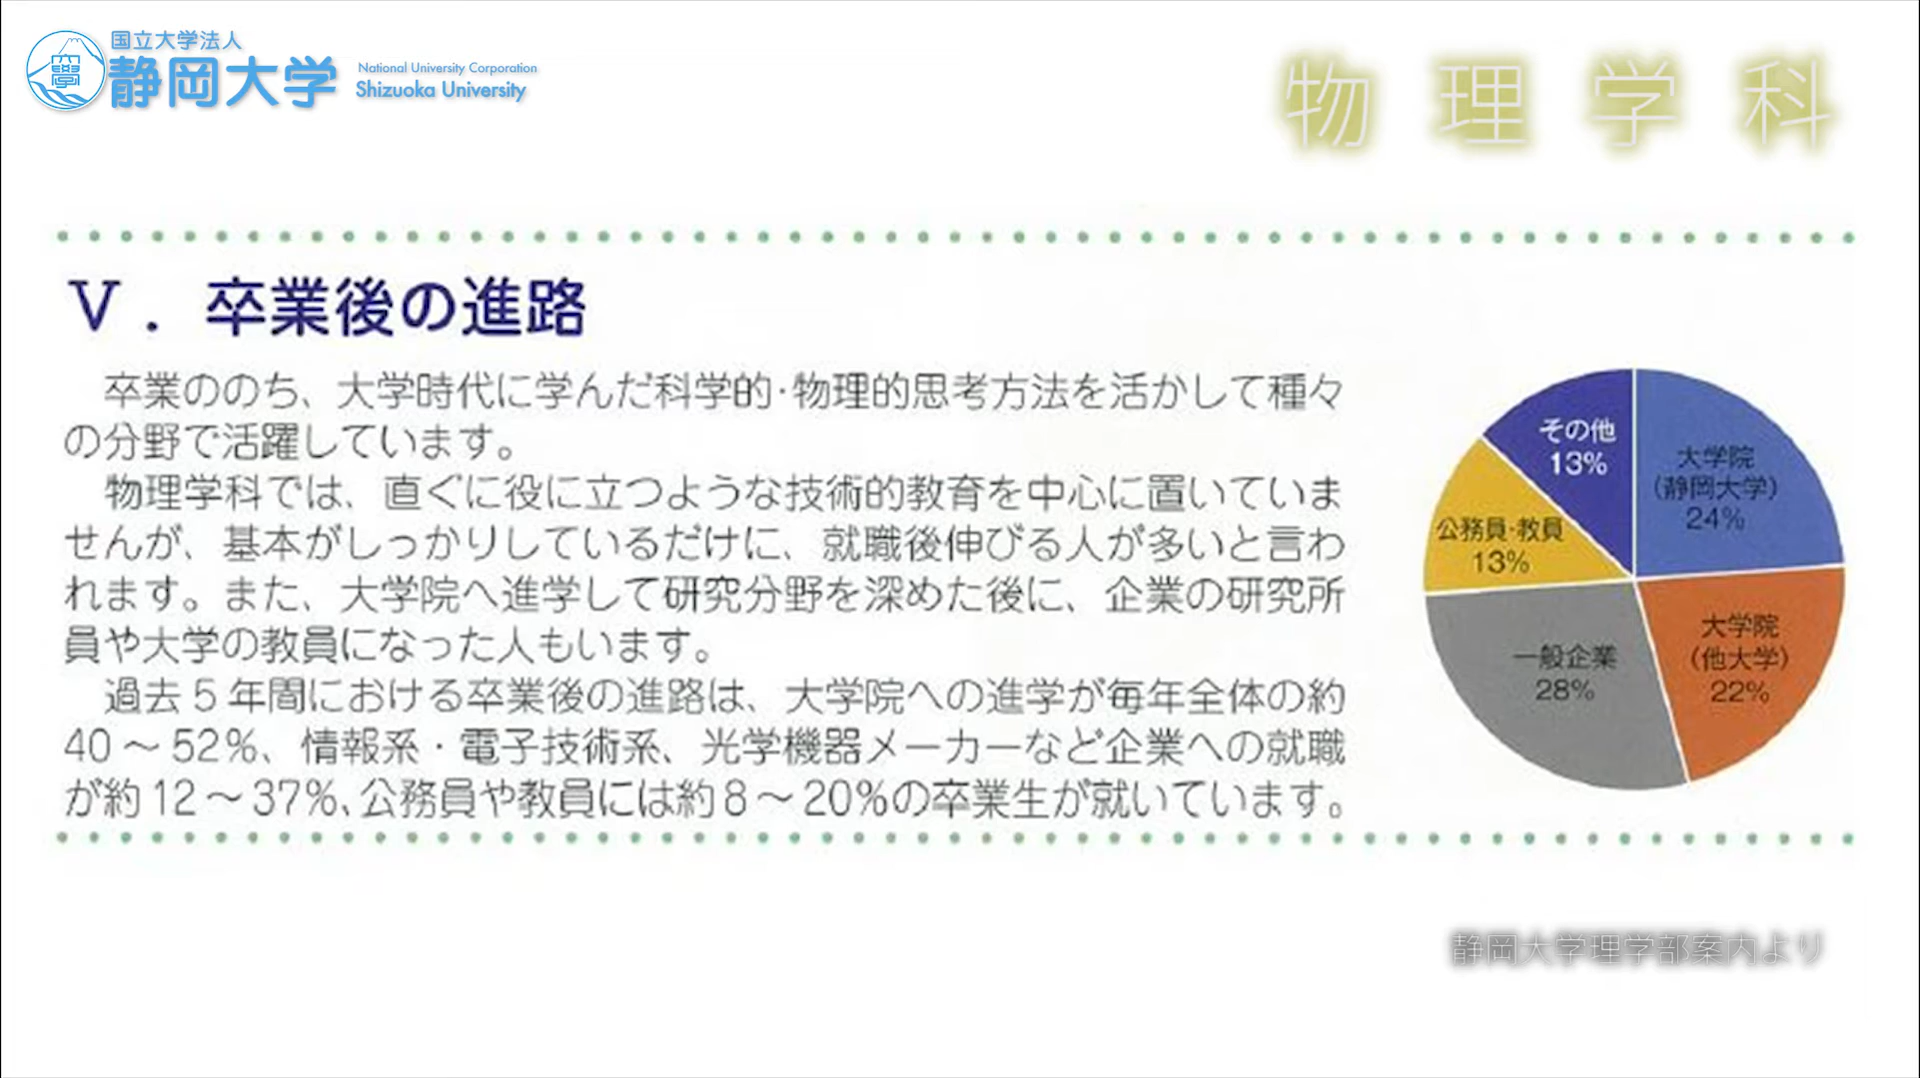 国立大学法人
静岡大学
National University Corporation
Shizuoka University
物理学科
V．卒業後の進路
卒業ののち、大学時代に学んだ科学的･物理的思考方法を活かして種々
の分野で活躍しています。
物理学科では、直ぐに役に立つような技術的教育を中心に置いていま
せんが、基本がしっかりしているだけに、就職後伸びる人が多いと言わ
れます。また、大学院へ進学して研究分野を深めた後に、企業の研究所
員や大学の教員になった人もいます。
過去５年間における卒業後の進路は、大学院への進学が毎年全体の約
40～52%、情報系・電子技術系、光学機器メーカーなど企業への就職
が約12～37%、公務員や教員には約8～20%の卒業生が就いています。
その他
13%
大学院
（静岡大学）
24%
公務員･教員
13%
大学院
（他大学）
22%
一般企業
28%
静岡大学理学部案内より